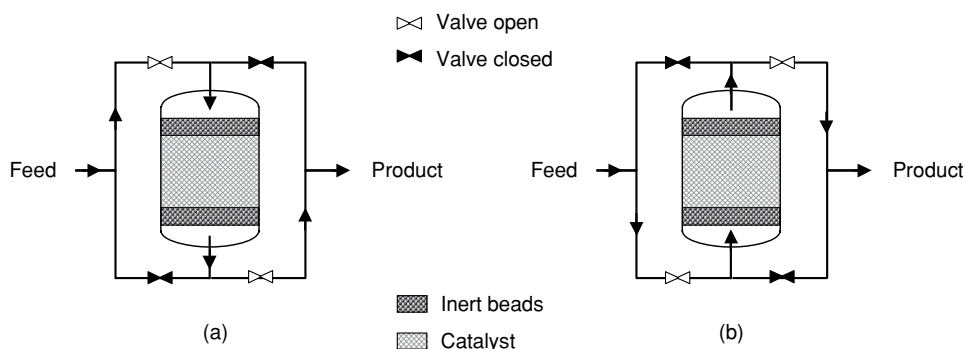 Valve open
Valve closed
Feed
Product
Feed
Product
Inert beads
Catalyst
(a)
(b)